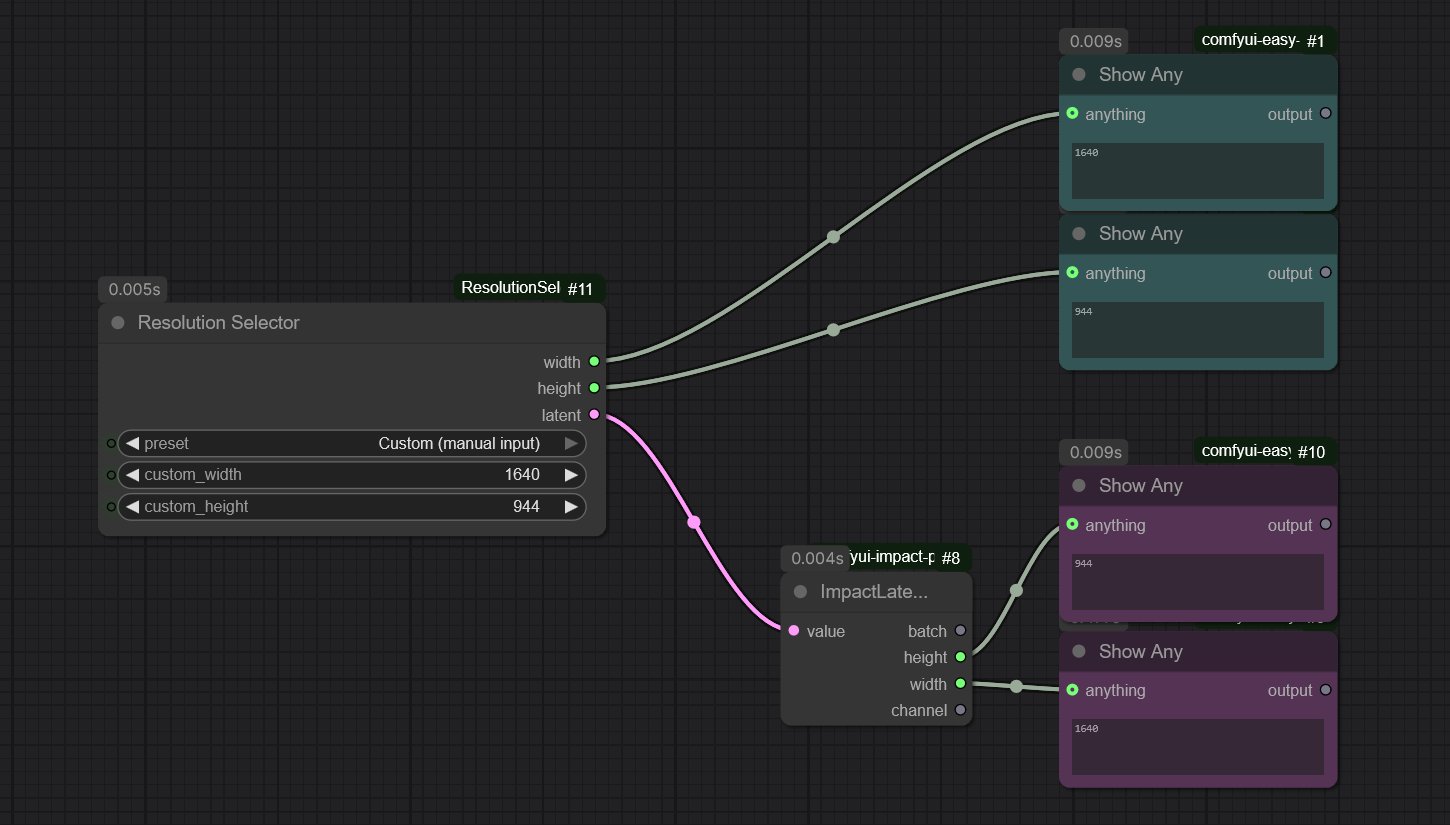 0.009s
comfyui-easy- #1
Show Any
anything output
1640
Show Any
anything output
944
0.005s
ResolutionSel #11
Resolution Selector
width
height
latent
preset Custom (manual input)
custom_width 1640
custom_height 944
0.009s
comfyui-easy #10
Show Any
anything output
944
0.004s
yui-impact-p #8
ImpactLate...
value batch
height
width
channel
Show Any
anything output
1640